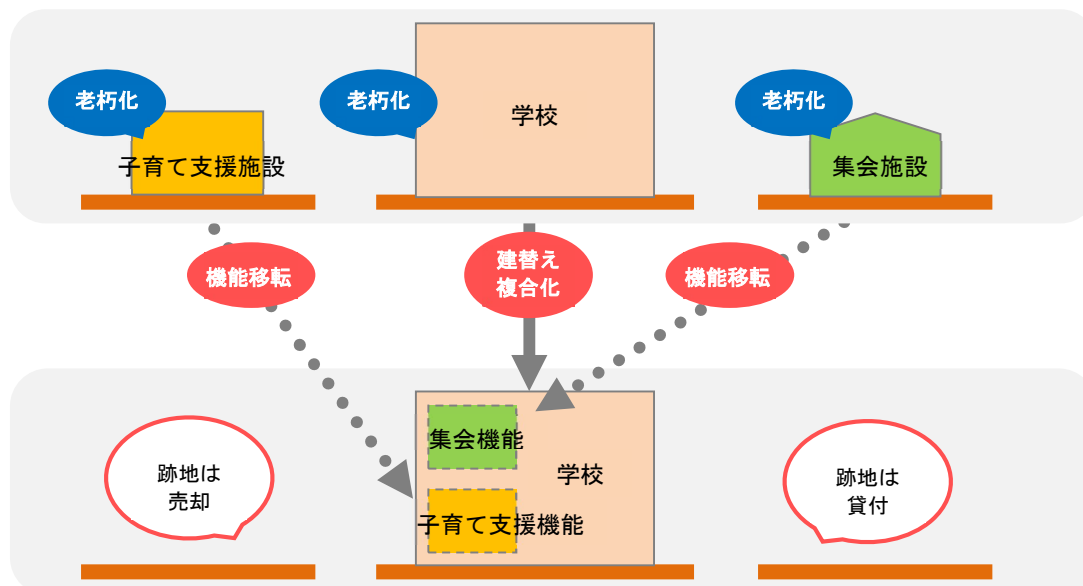 老朽化
老朽化
学校
老朽化
子育て支援施設
集会施設
機能移転
建替え
複合化
機能移転
集会機能
学校
子育て支援機能
跡地は
売却
跡地は
貸付